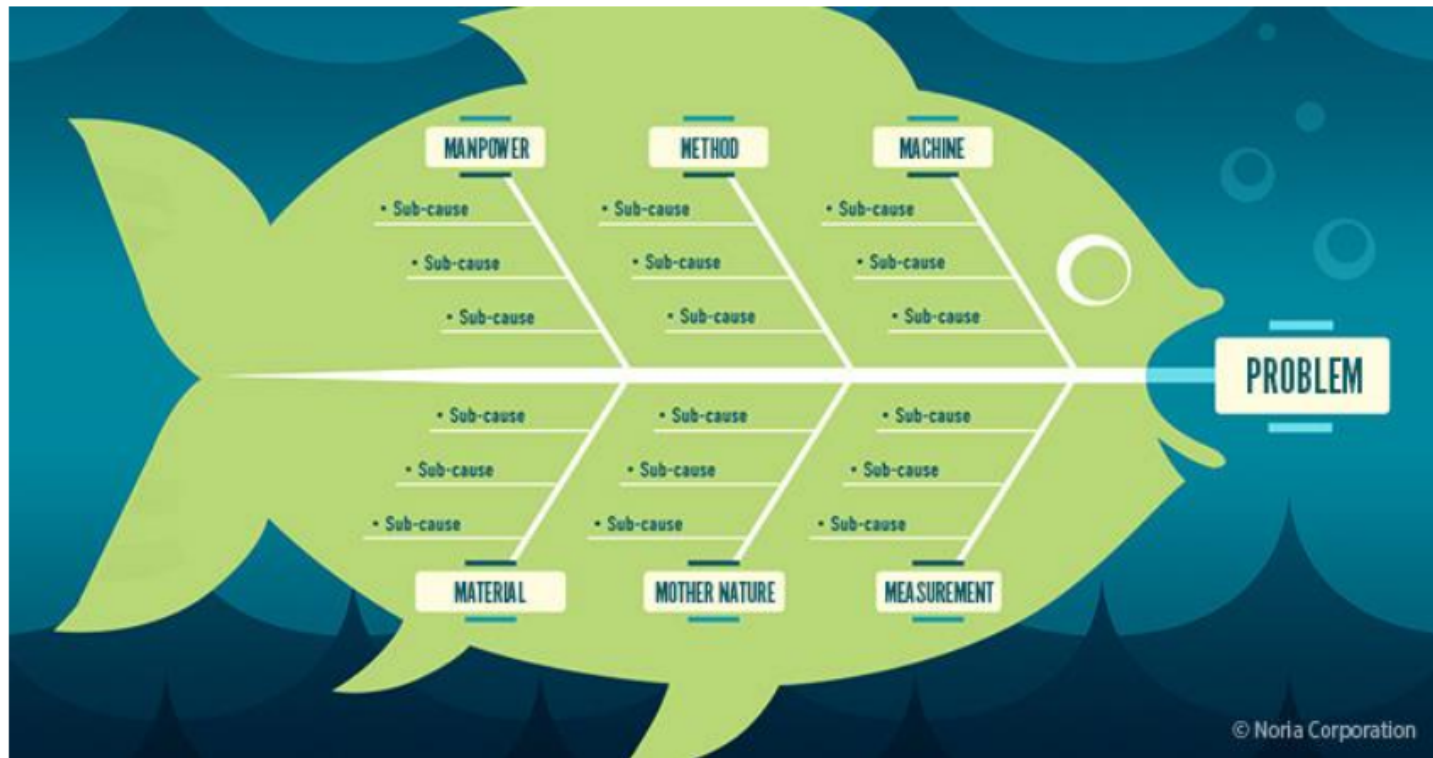 MANPOWER
METHOD
MACHINE
• Sub-cause
• Sub-cause
• Sub-cause
• Sub-cause
• Sub-cause
• Sub-cause
• Sub-cause
• Sub-cause
• Sub-cause
PROBLEM
• Sub-cause
• Sub-cause
• Sub-cause
• Sub-cause
• Sub-cause
• Sub-cause
• Sub-cause
• Sub-cause
• Sub-cause
MATERIAL
MOTHER NATURE
MEASUREMENT
© Noria Corporation